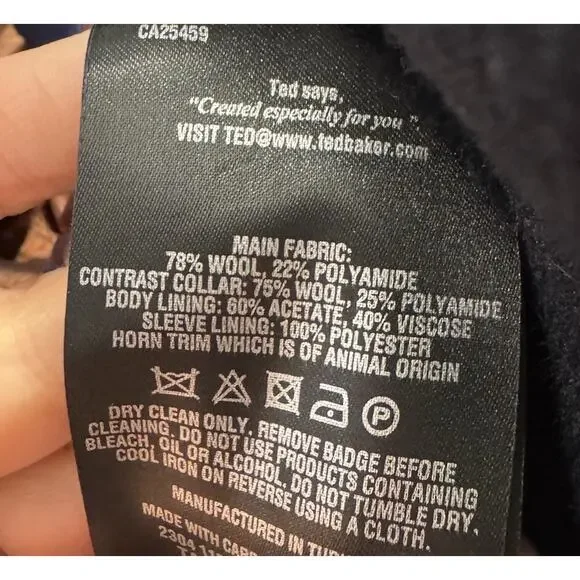 CA25459
Ted says,
"Created especially for you".
VISIT TED@www.tedbaker.com
MAIN FABRIC:
78% WOOL, 22% POLYAMIDE
CONTRAST COLLAR: 75% WOOL, 25% POLYAMIDE
BODY LINING: 60% ACETATE, 40% VISCOSE
SLEEVE LINING: 100% POLYESTER
HORN TRIM WHICH IS OF ANIMAL ORIGIN
P
DRY CLEAN ONLY, REMOVE BADGE BEFORE
CLEANING, DO NOT USE PRODUCTS CONTAINING
BLEACH, OIL OR ALCOHOL, DO NOT TUMBLE DRY,
COOL IRON ON REVERSE USING A CLOTH.
MANUFACTURED IN
MADE WITH
2304